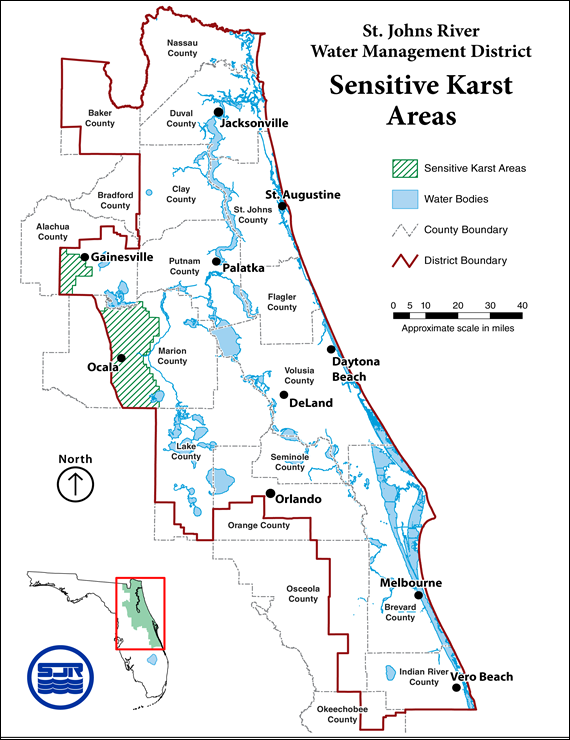 St. Johns River
Water Management District
Sensitive Karst
Areas
Sensitive Karst Areas
Water Bodies
County Boundary
District Boundary
0 5 10 20 30 40
Approximate scale in miles
Nassau
County
Baker
County
Duval
County
Jacksonville
Bradford
County
Clay
County
St. Augustine
St. Johns
County
Alachua
County
Gainesville
Putnam
County
Palatka
Flagler
County
Marion
County
Ocala
Daytona
Beach
Volusia
County
DeLand
Lake
County
Seminole
County
North
Orlando
Orange County
Osceola
County
Melbourne
Brevard
County
Indian River
County
Vero Beach
Okeechobee
County
SJR